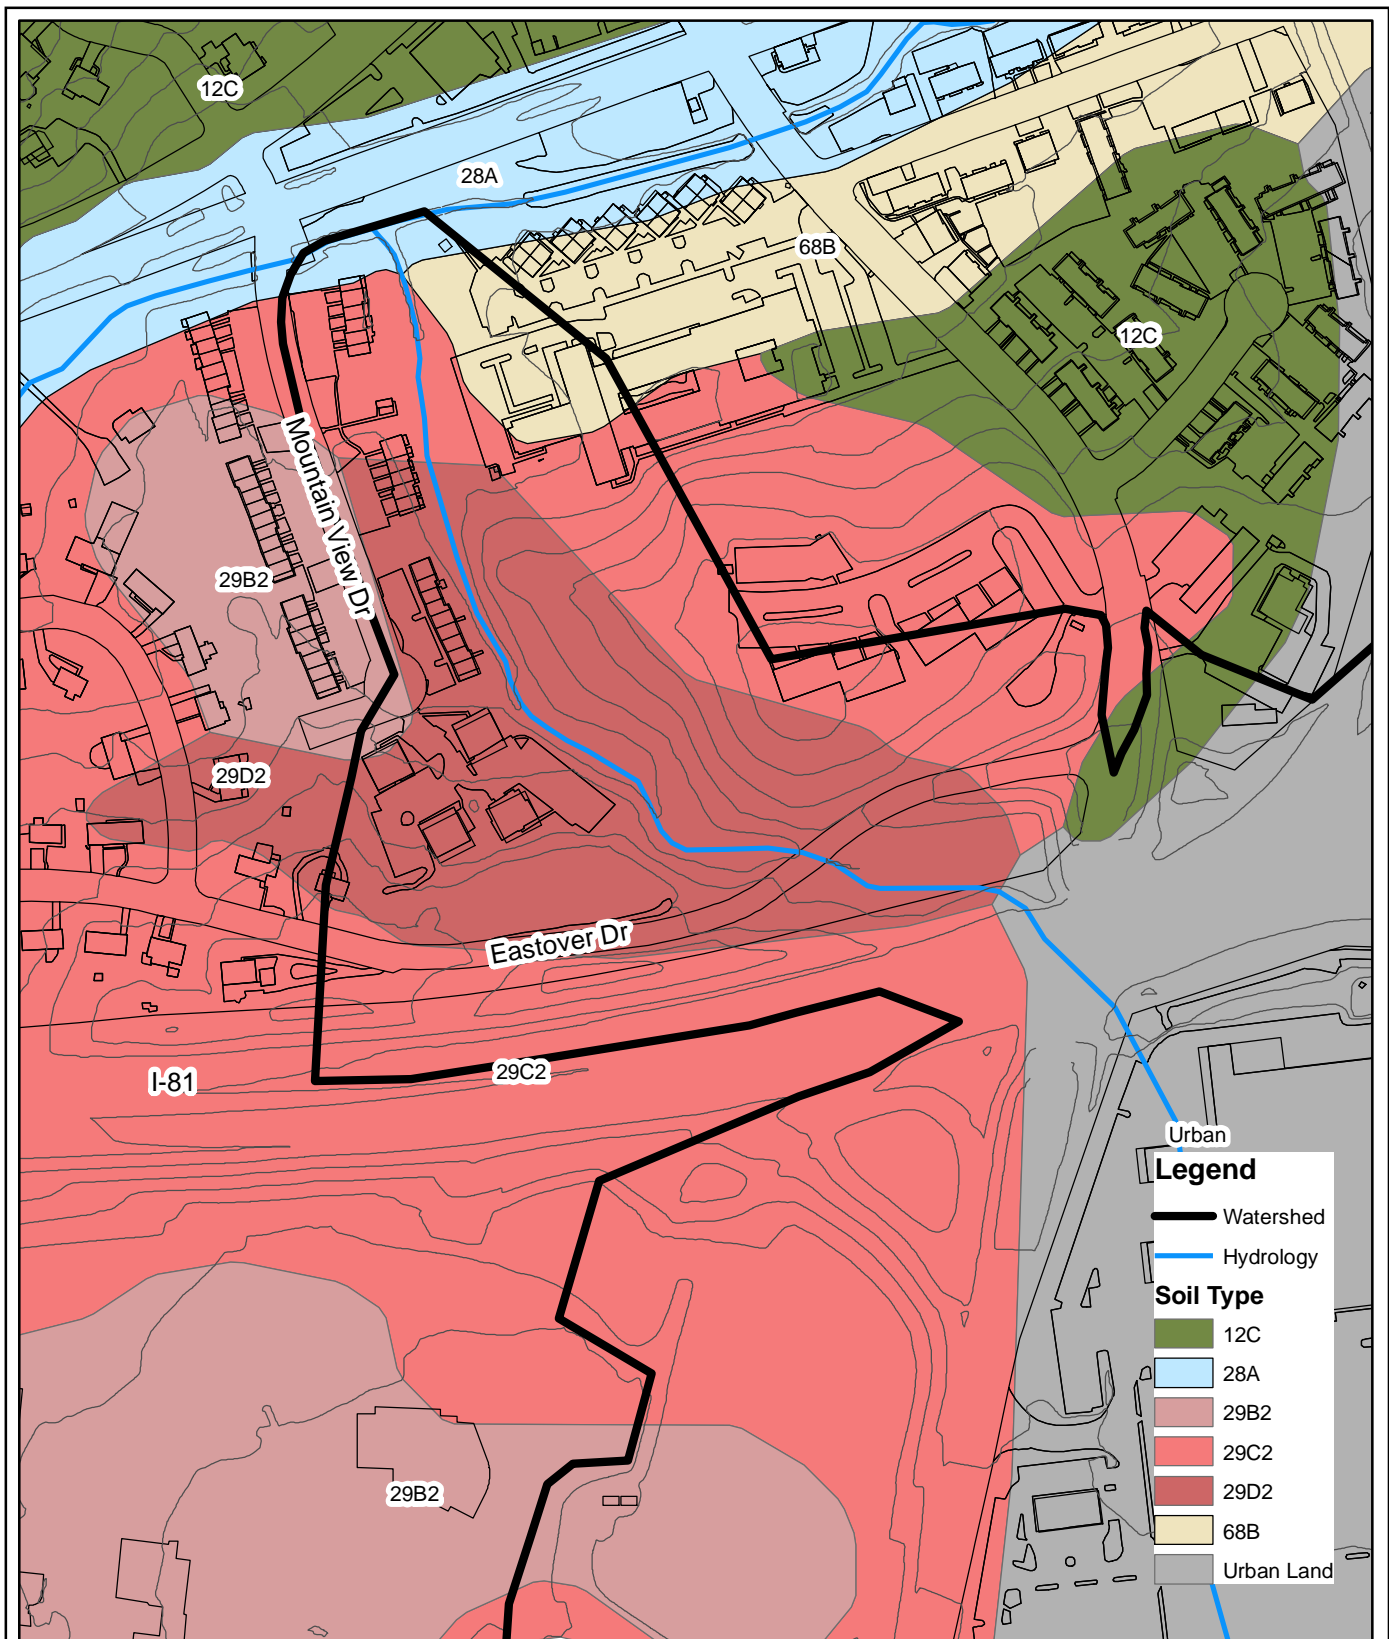 12C
28A
68B
12C
Mountain View Dr
29B2
29D2
Eastover Dr
29C2
I-81
Urban
Legend
Watershed
Hydrology
Soil Type
12C
28A
29B2
29C2
29D2
68B
Urban Land
29B2